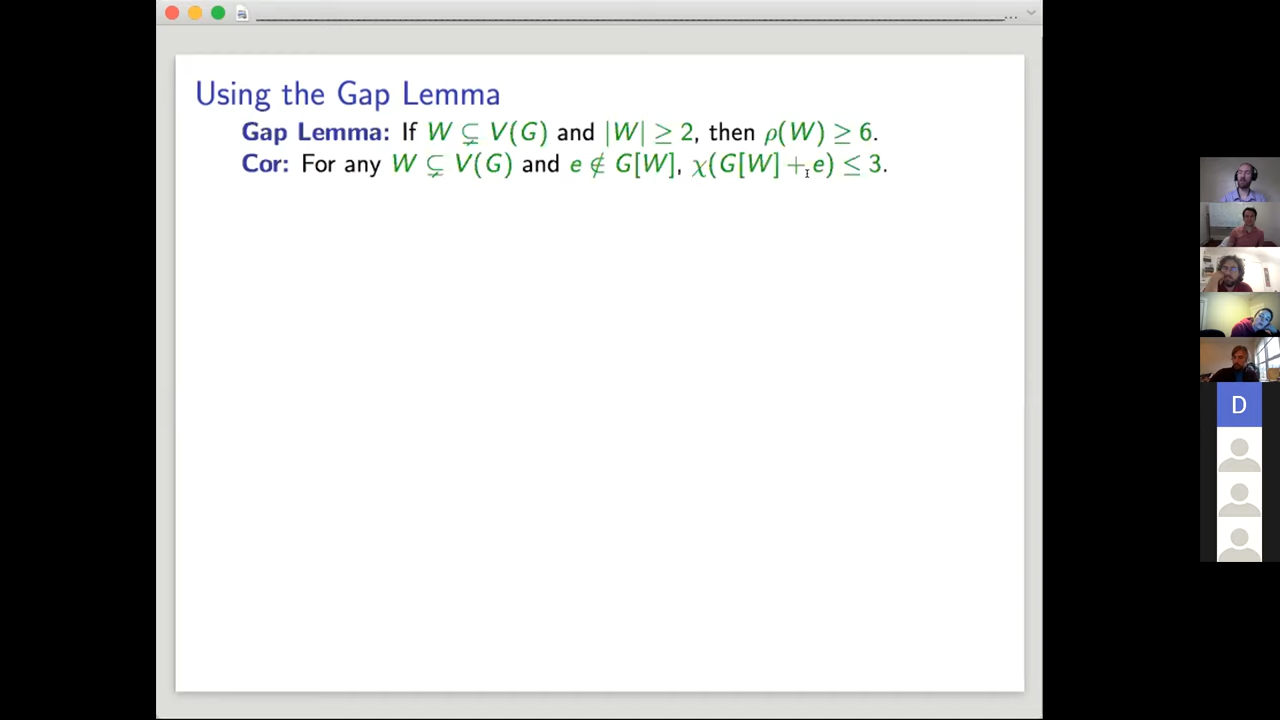 Using the Gap Lemma
Gap Lemma: If W ⊊ V(G) and |W| ≥ 2, then ρ(W) ≥ 6.
Cor: For any W ⊊ V(G) and e ∉ G[W], χ(G[W] + e) ≤ 3.
D